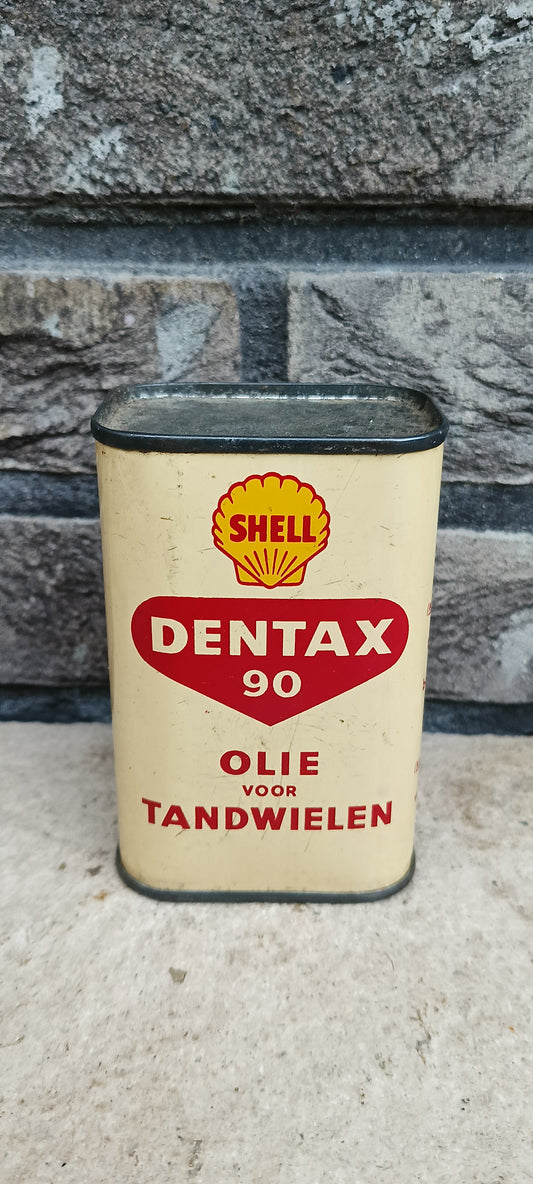 SHELL
DENTAX
90
OLIE
VOOR
TANDWIELEN